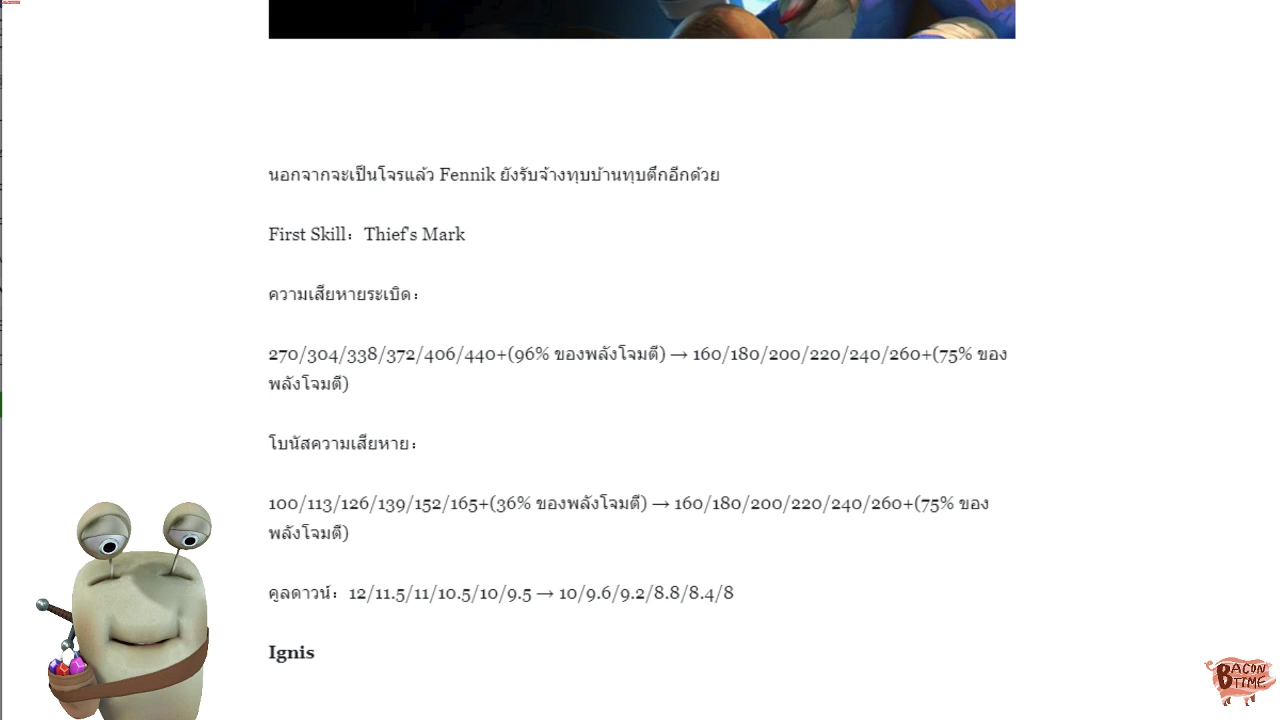 นอกจากจะเป็นโจรแล้ว Fennik ยังรับจ้างทุบบ้านทุบตึกอีกด้วย
First Skill： Thief's Mark
ความเสียหายระเบิด：
270/304/338/372/406/440+(96% ของพลังโจมตี) → 160/180/200/220/240/260+(75% ของ
พลังโจมตี)
โบนัสความเสียหาย：
100/113/126/139/152/165+(36% ของพลังโจมตี) → 160/180/200/220/240/260+(75% ของ
พลังโจมตี)
คูลดาวน์： 12/11.5/11/10.5/10/9.5 → 10/9.6/9.2/8.8/8.4/8
Ignis
BACON
TIME